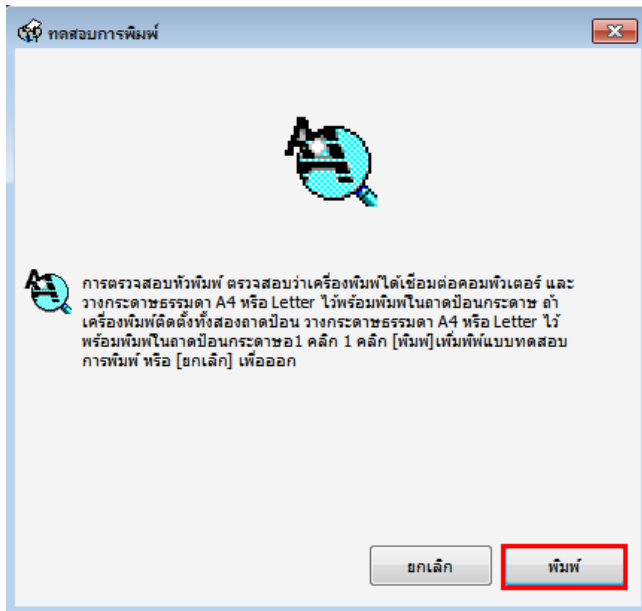 ทดสอบการพิมพ์
การตรวจสอบหัวพิมพ์ ตรวจสอบว่าเครื่องพิมพ์ได้เชื่อมต่อคอมพิวเตอร์ และ
วางกระดาษธรรมดา A4 หรือ Letter ไว้พร้อมพิมพ์ในถาดป้อนกระดาษ ถ้า
เครื่องพิมพ์ติดตั้งทั้งสองถาดป้อน วางกระดาษธรรมดา A4 หรือ Letter ไว้
พร้อมพิมพ์ในถาดป้อนกระดาษอ1 คลิก 1 คลิก [พิมพ์]เพิ่มพิพ์แบบทดสอบ
การพิมพ์ หรือ [ยกเลิก] เพื่อออก
ยกเลิก
พิมพ์